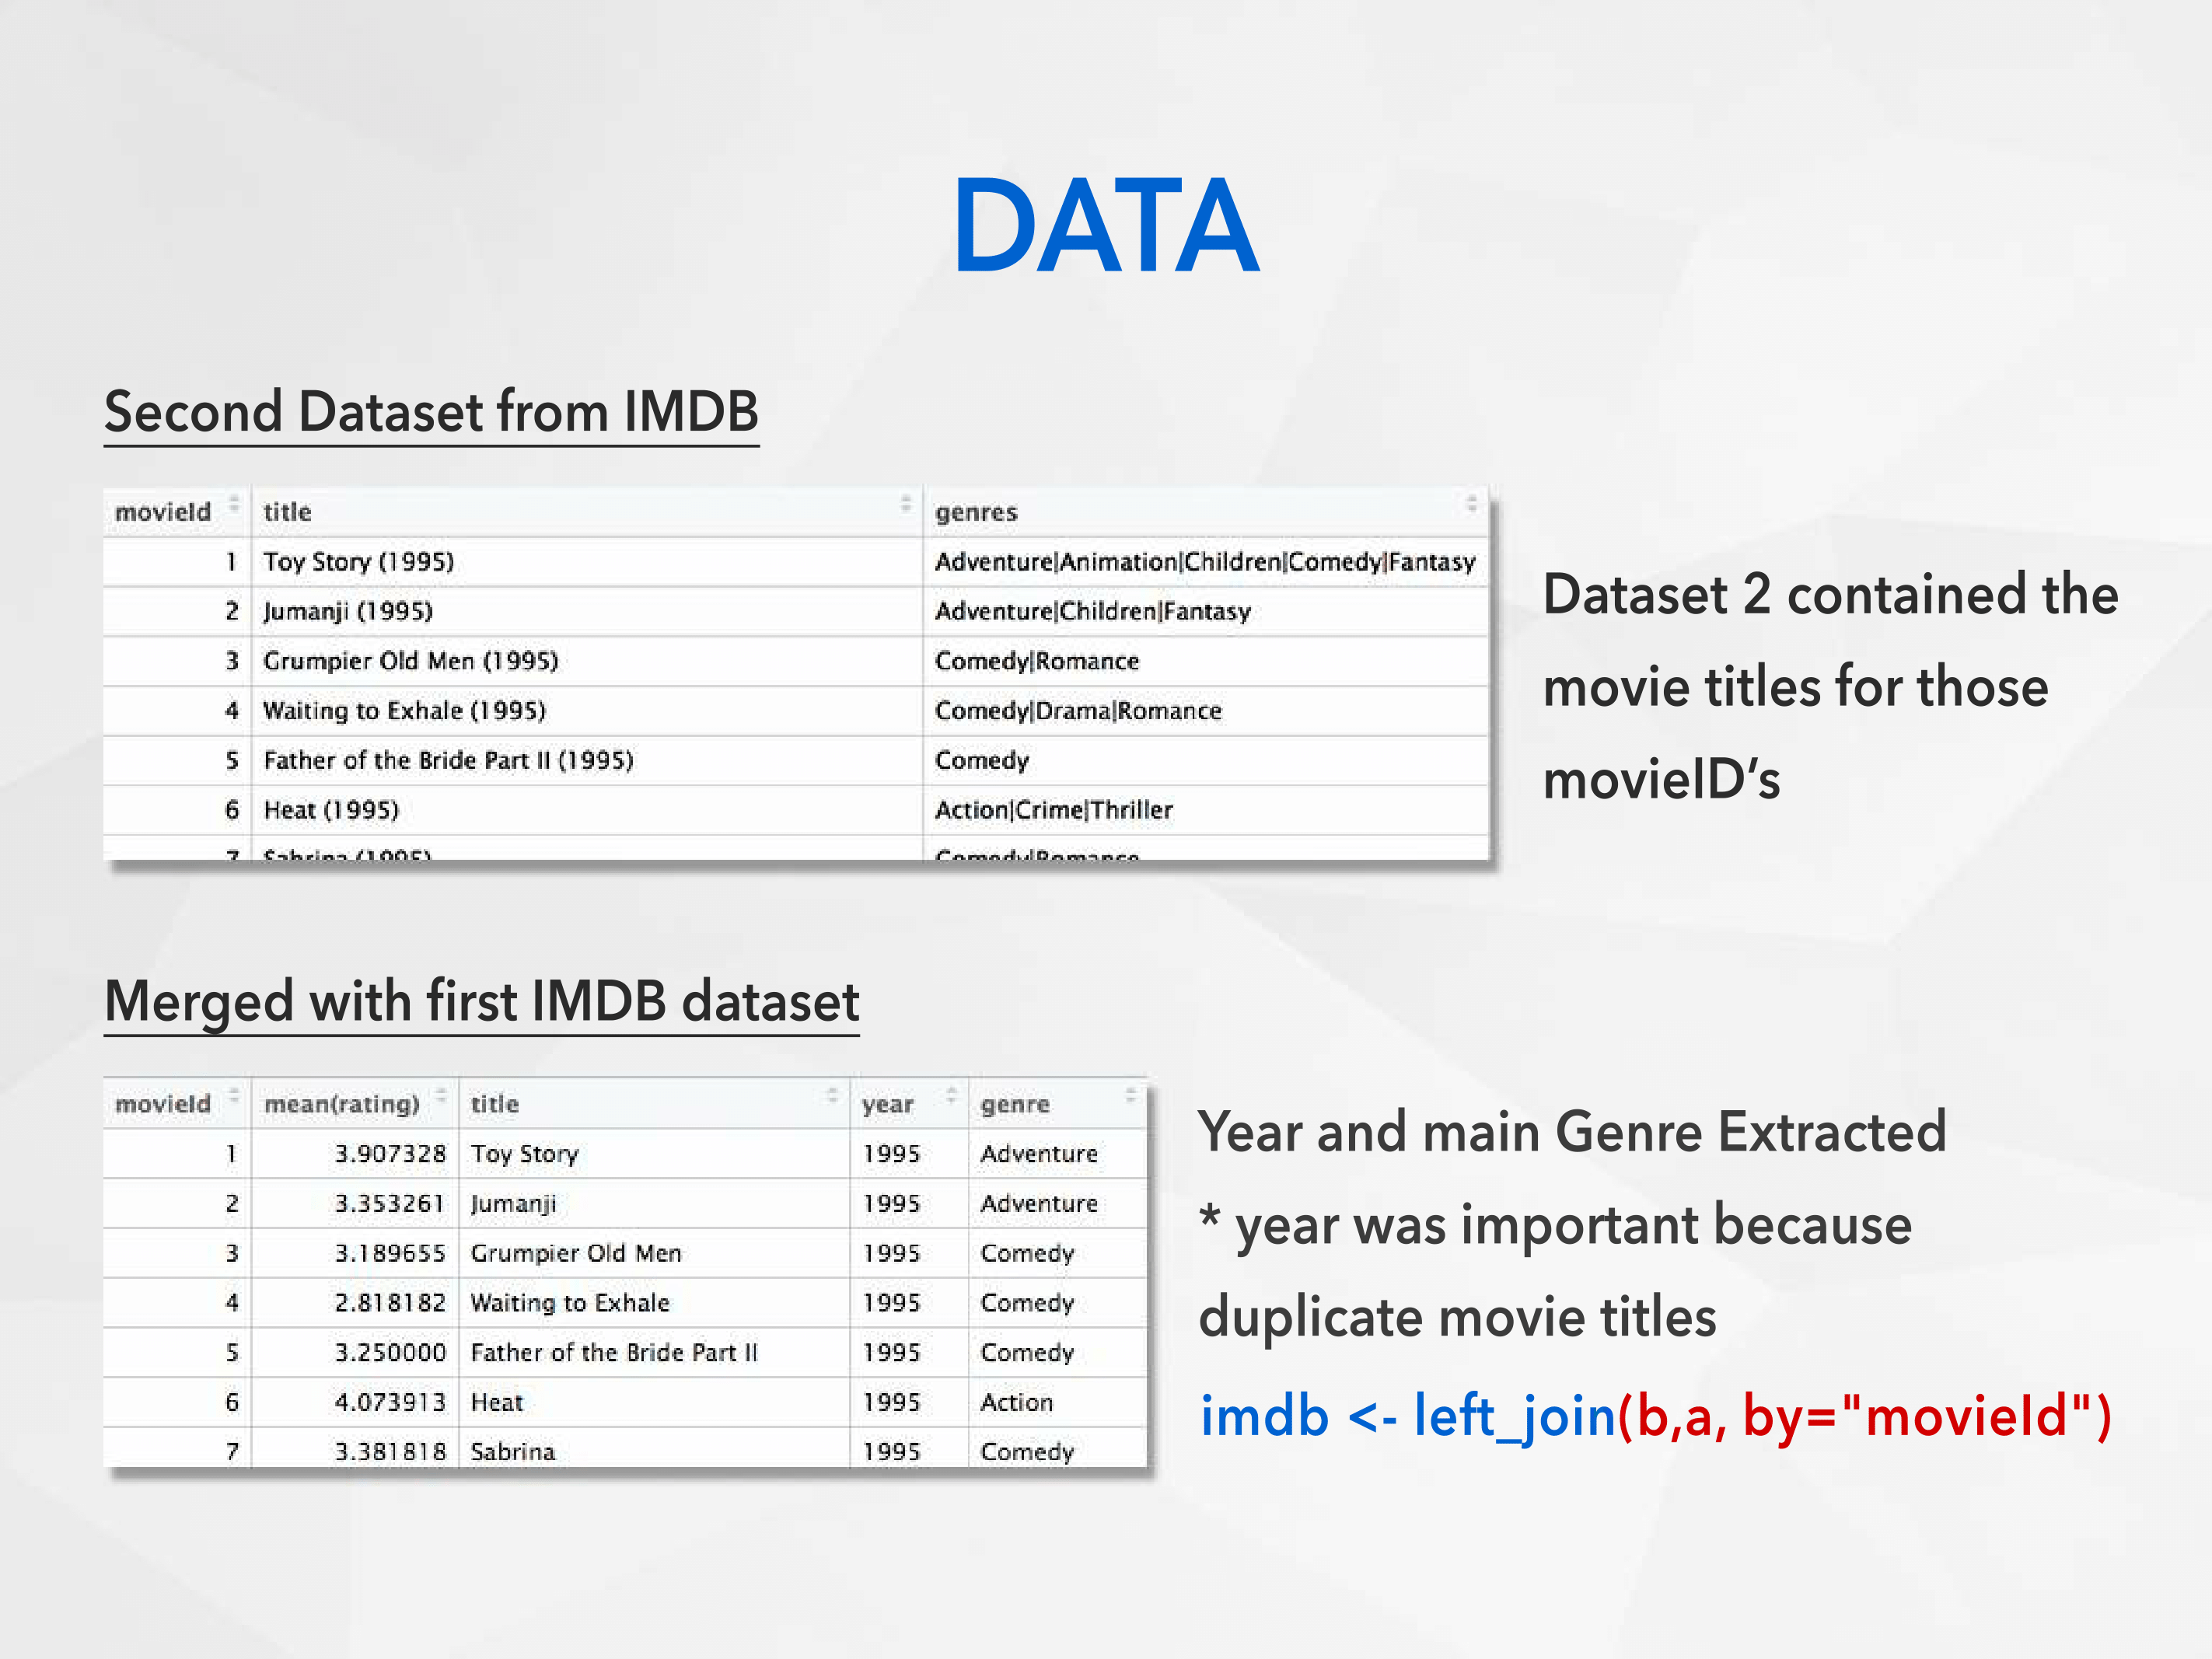 DATA
Second Dataset from IMDB
movieId title genres
1 Toy Story (1995) Adventure|Animation|Children|Comedy|Fantasy
2 Jumanji (1995) Adventure|Children|Fantasy
3 Grumpier Old Men (1995) Comedy|Romance
4 Waiting to Exhale (1995) Comedy|Drama|Romance
5 Father of the Bride Part II (1995) Comedy
6 Heat (1995) Action|Crime|Thriller
7 Sabrina (1995) Comedy|Romance
Dataset 2 contained the
movie titles for those
movieID’s
Merged with first IMDB dataset
movieId mean(rating) title year genre
1 3.907328 Toy Story 1995 Adventure
2 3.353261 Jumanji 1995 Adventure
3 3.189655 Grumpier Old Men 1995 Comedy
4 2.818182 Waiting to Exhale 1995 Comedy
5 3.250000 Father of the Bride Part II 1995 Comedy
6 4.073913 Heat 1995 Action
7 3.381818 Sabrina 1995 Comedy
Year and main Genre Extracted
* year was important because
duplicate movie titles
imdb <- left_join(b,a, by="movieId")